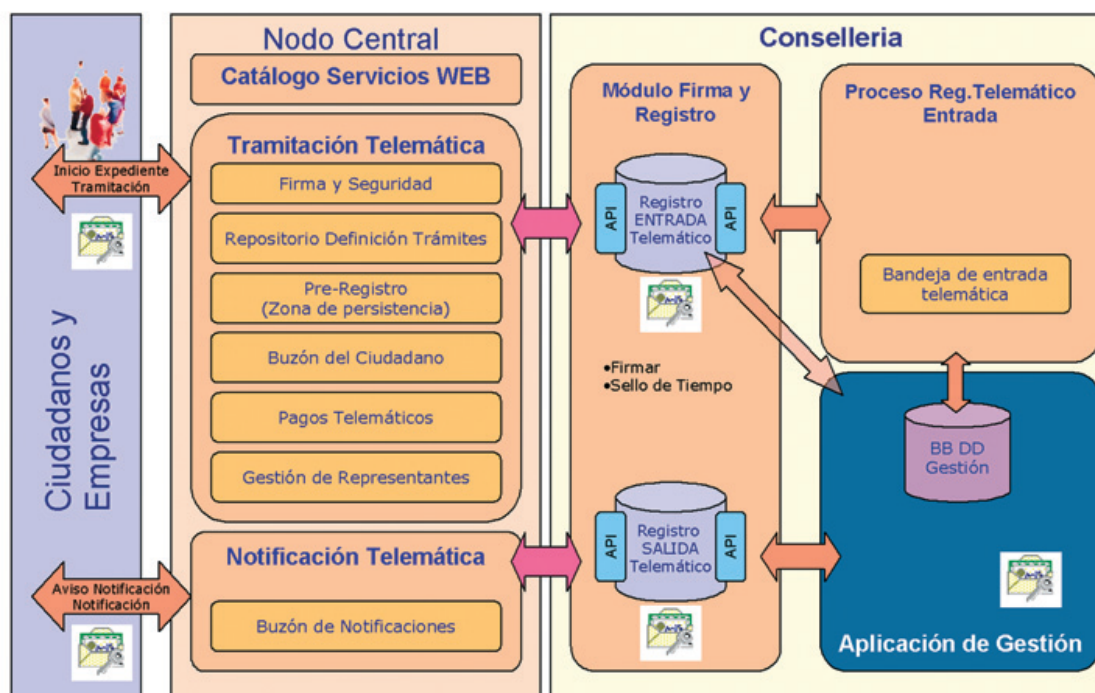 Ciudadanos y
Empresas
Inicio Expediente
Tramitación
Aviso Notificación
Notificación
Nodo Central
Catálogo Servicios WEB
Tramitación Telemática
Firma y Seguridad
Repositorio Definición Trámites
Pre-Registro
(Zona de persistencia)
Buzón del Ciudadano
Pagos Telemáticos
Gestión de Representantes
Notificación Telemática
Buzón de Notificaciones
Conselleria
Módulo Firma y
Registro
API
Registro
ENTRADA
Telemático
API
•Firmar
•Sello de Tiempo
API
Registro
SALIDA
Telemático
API
Proceso Reg.Telemático
Entrada
Bandeja de entrada
telemática
BB DD
Gestión
Aplicación de Gestión